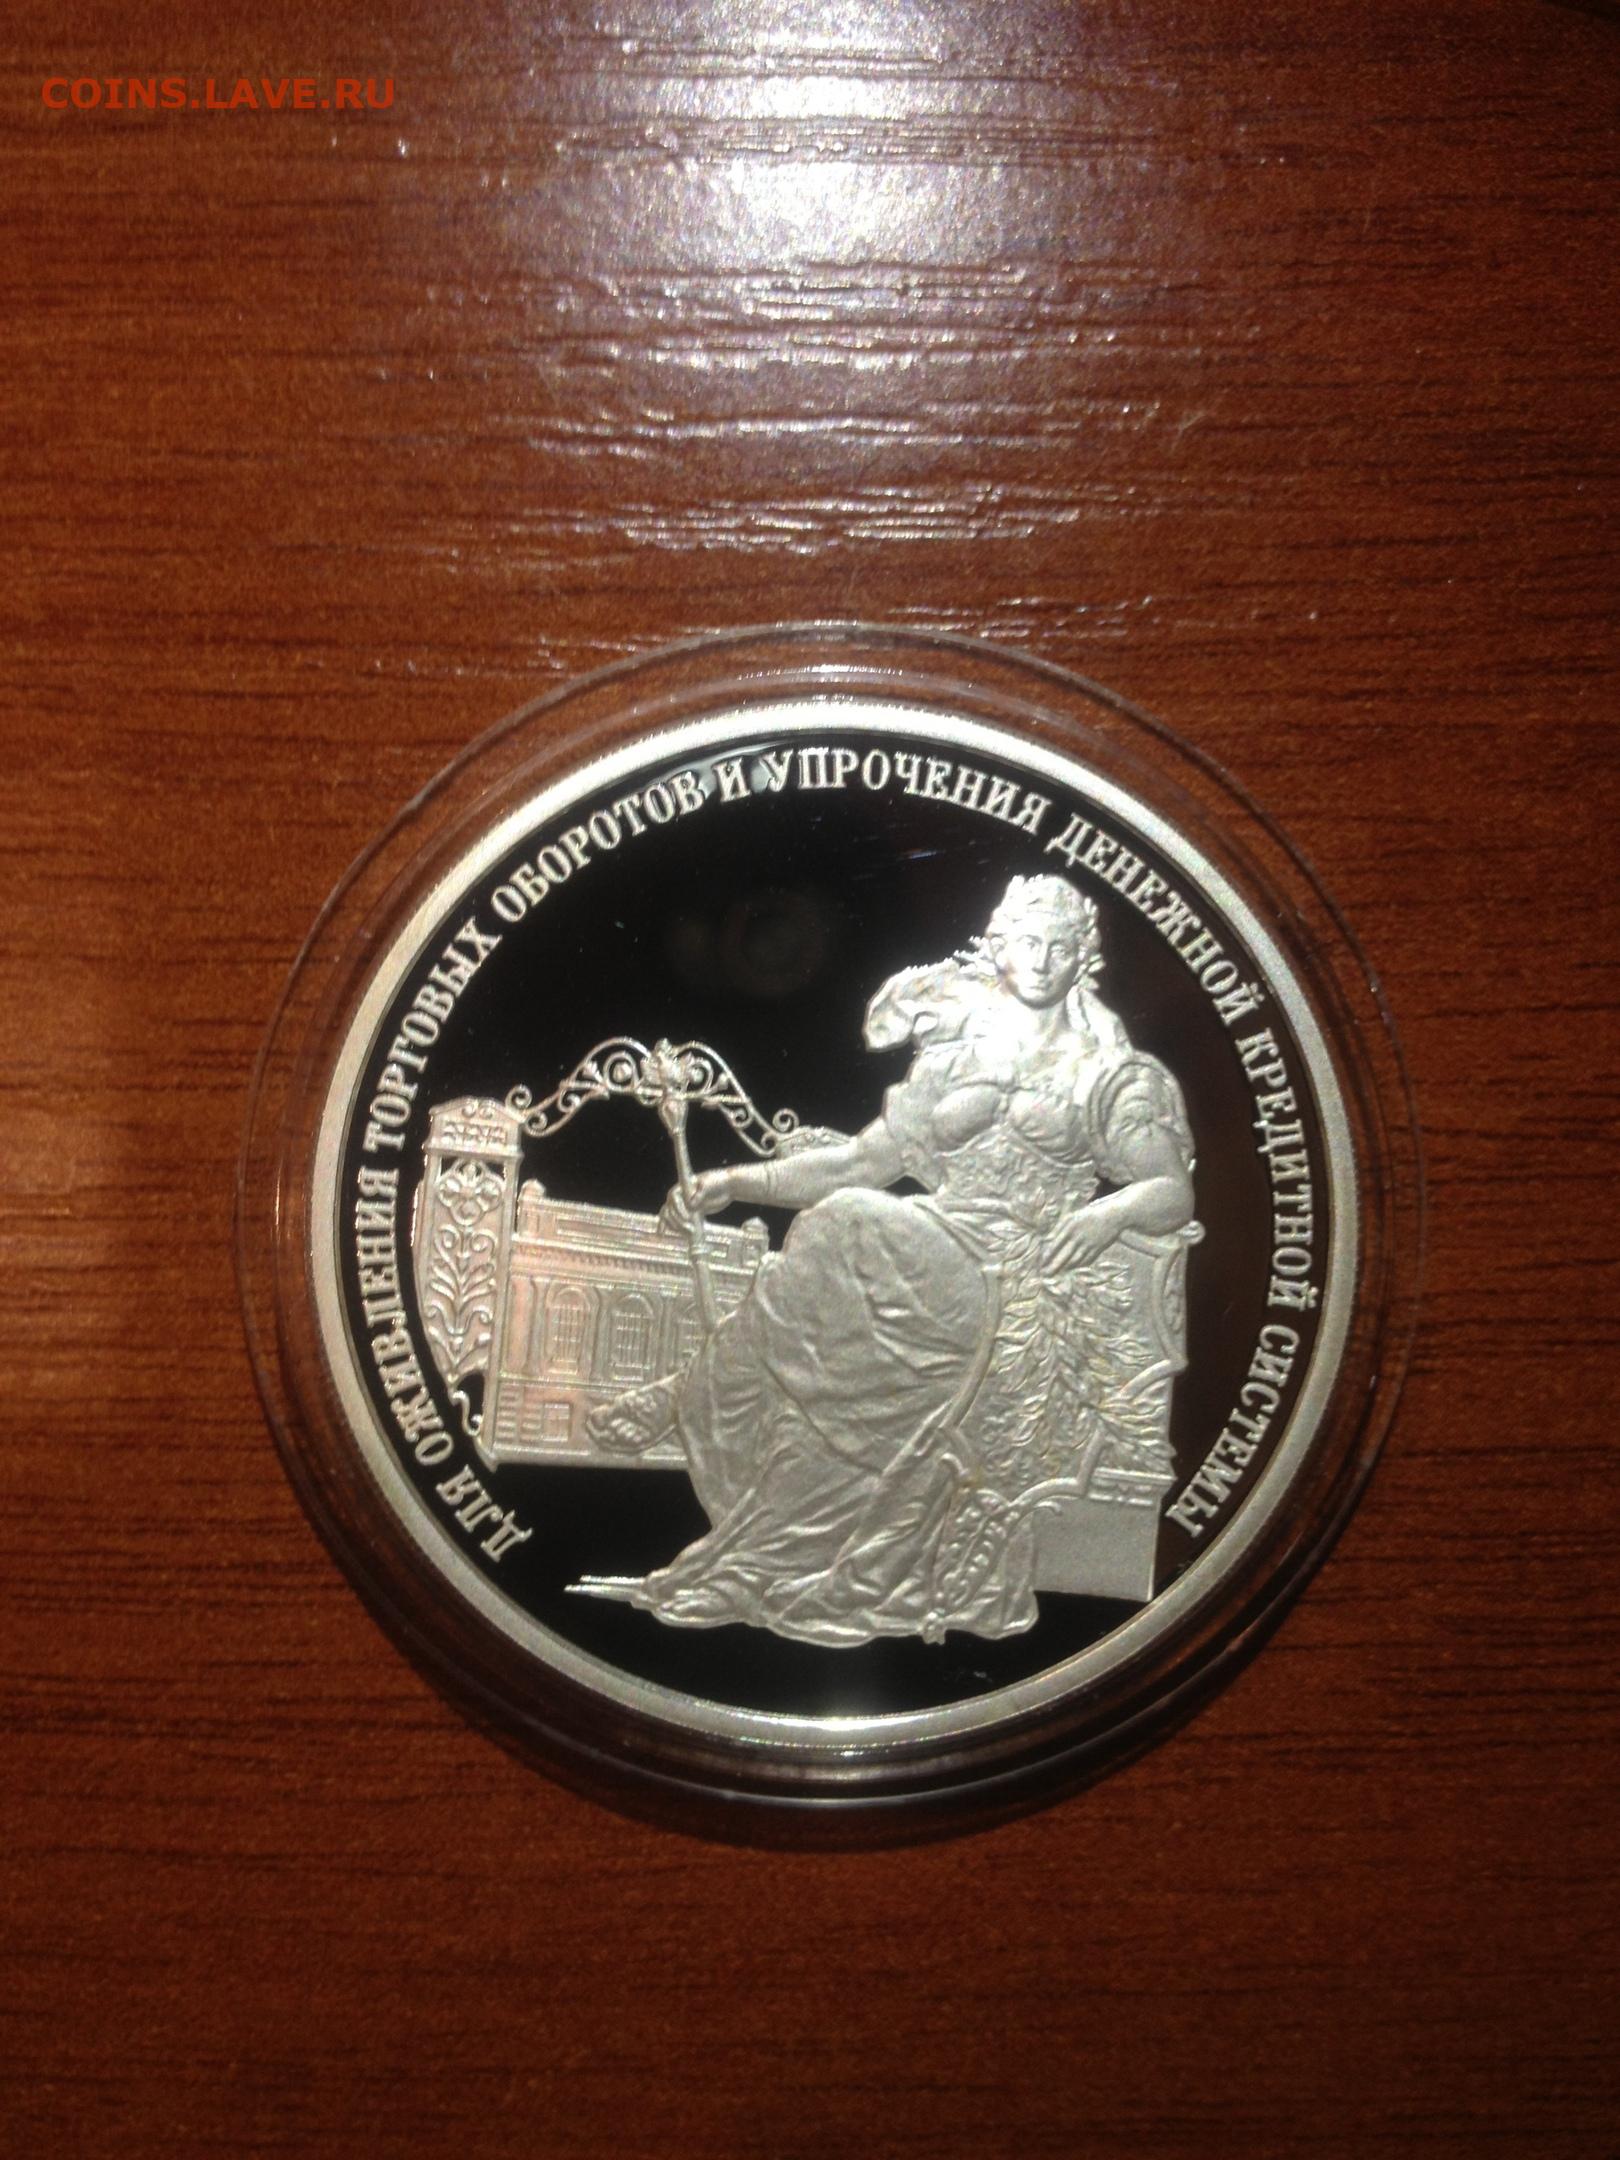 COINS.LAVE.RU
ДЛЯ ОЖИВЛЕНИЯ ТОРГОВЫХ ОБОРОТОВ И УПРОЧЕНИЯ ДЕНЕЖНОЙ КРЕДИТНОЙ СИСТЕМЫ